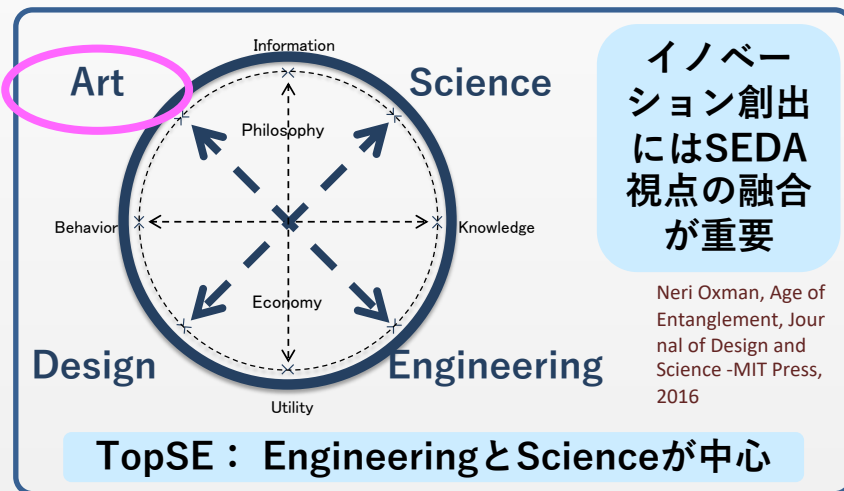 Information
Art
Science
Philosophy
Behavior
Knowledge
Economy
Design
Engineering
Utility
イノベー
ション創出
にはSEDA
視点の融合
が重要
Neri Oxman, Age of
Entanglement, Jour
nal of Design and
Science -MIT Press,
2016
TopSE： EngineeringとScienceが中心